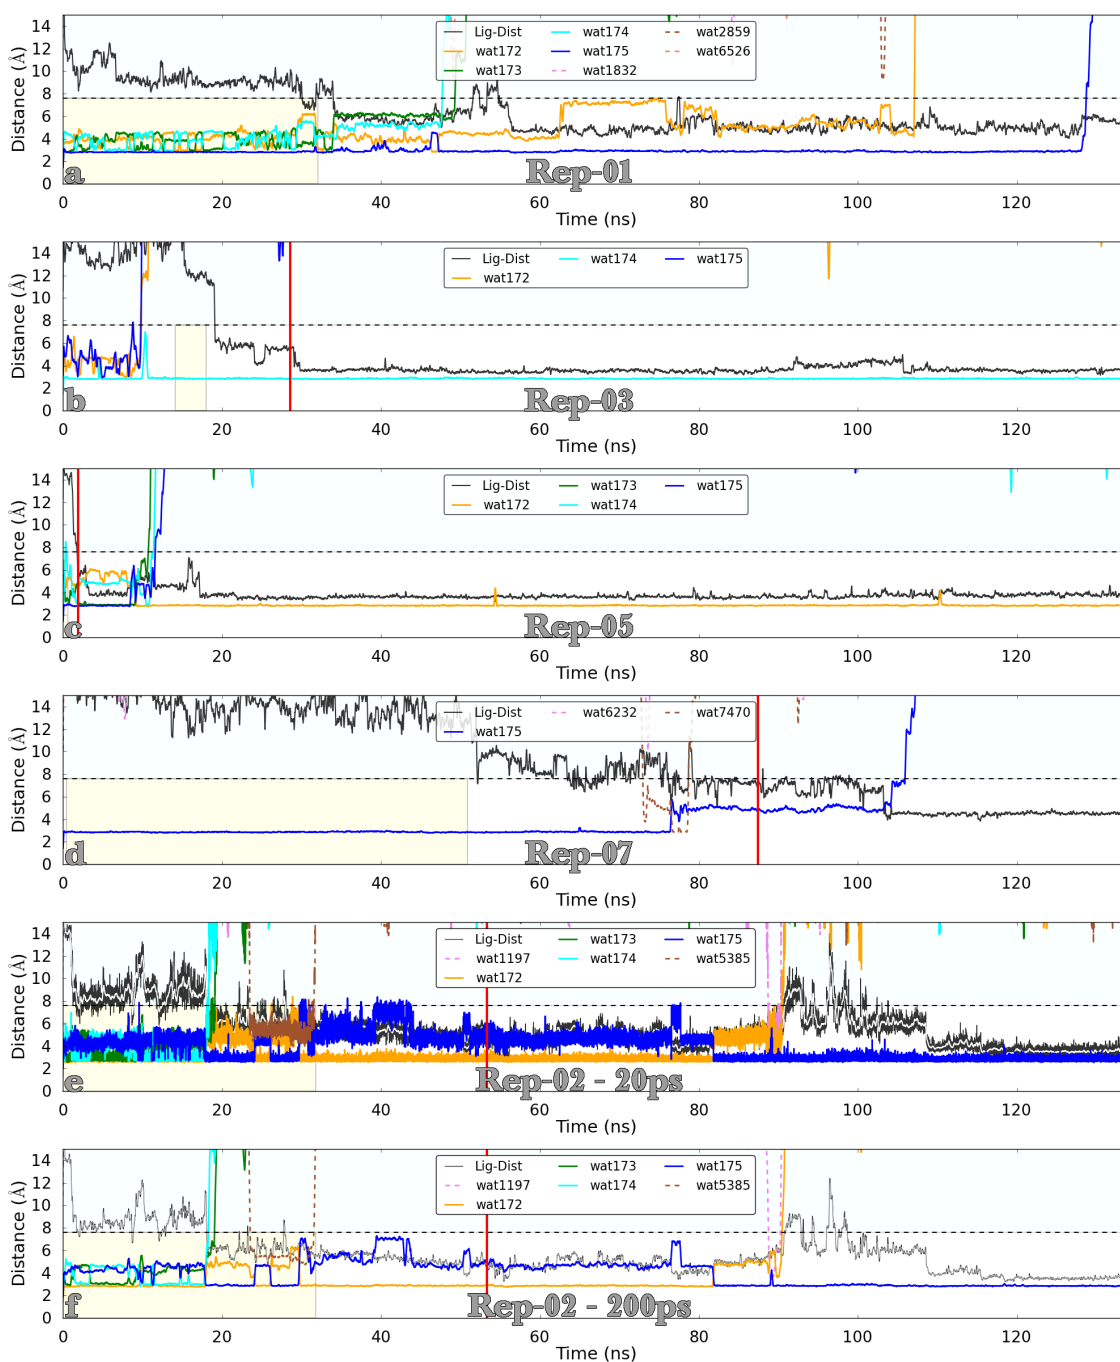 14
12
10
8
6
4
2
0
Distance (Å)
Lig-Dist wat174 wat2859
wat172 wat175 wat6526
wat173 wat1832
a Rep-01
0 20 40 60 80 100 120
Time (ns)
14
12
10
8
6
4
2
0
Distance (Å)
Lig-Dist wat174 wat175
wat172
b Rep-03
0 20 40 60 80 100 120
Time (ns)
14
12
10
8
6
4
2
0
Distance (Å)
Lig-Dist wat173 wat175
wat172 wat174
c Rep-05
0 20 40 60 80 100 120
Time (ns)
14
12
10
8
6
4
2
0
Distance (Å)
Lig-Dist wat6232 wat7470
wat175
d Rep-07
0 20 40 60 80 100 120
Time (ns)
14
12
10
8
6
4
2
0
Distance (Å)
Lig-Dist wat173 wat175
wat1197 wat174 wat5385
wat172
e Rep-02 - 20ps
0 20 40 60 80 100 120
Time (ns)
14
12
10
8
6
4
2
0
Distance (Å)
Lig-Dist wat173 wat175
wat1197 wat174 wat5385
wat172
f Rep-02 - 200ps
0 20 40 60 80 100 120
Time (ns)